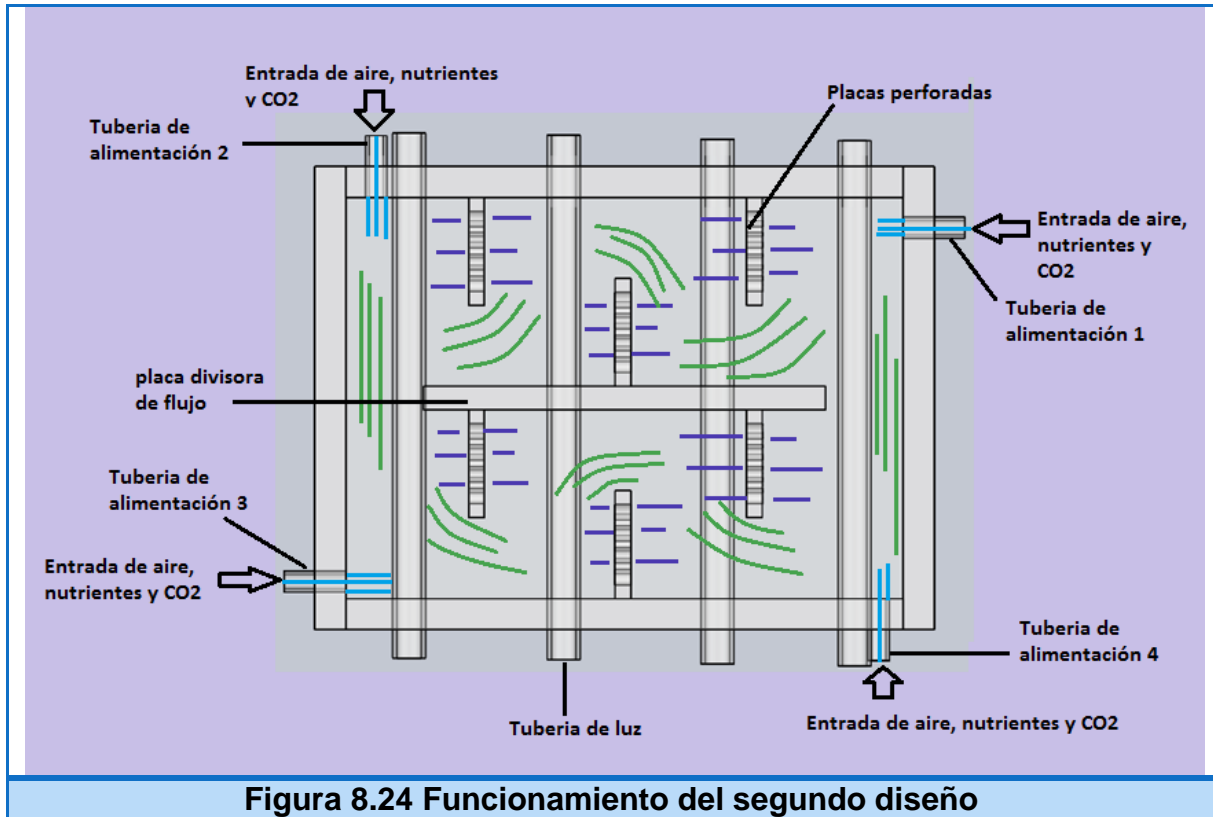 Entrada de aire, nutrientes
y CO2
Tuberia de
alimentación 2
Placas perforadas
Entrada de aire,
nutrientes y
CO2
Tuberia de
alimentación 1
placa divisora
de flujo
Tuberia de
alimentación 3
Entrada de aire,
nutrientes y CO2
Tuberia de
alimentación 4
Tuberia de luz
Entrada de aire, nutrientes y CO2
Figura 8.24 Funcionamiento del segundo diseño